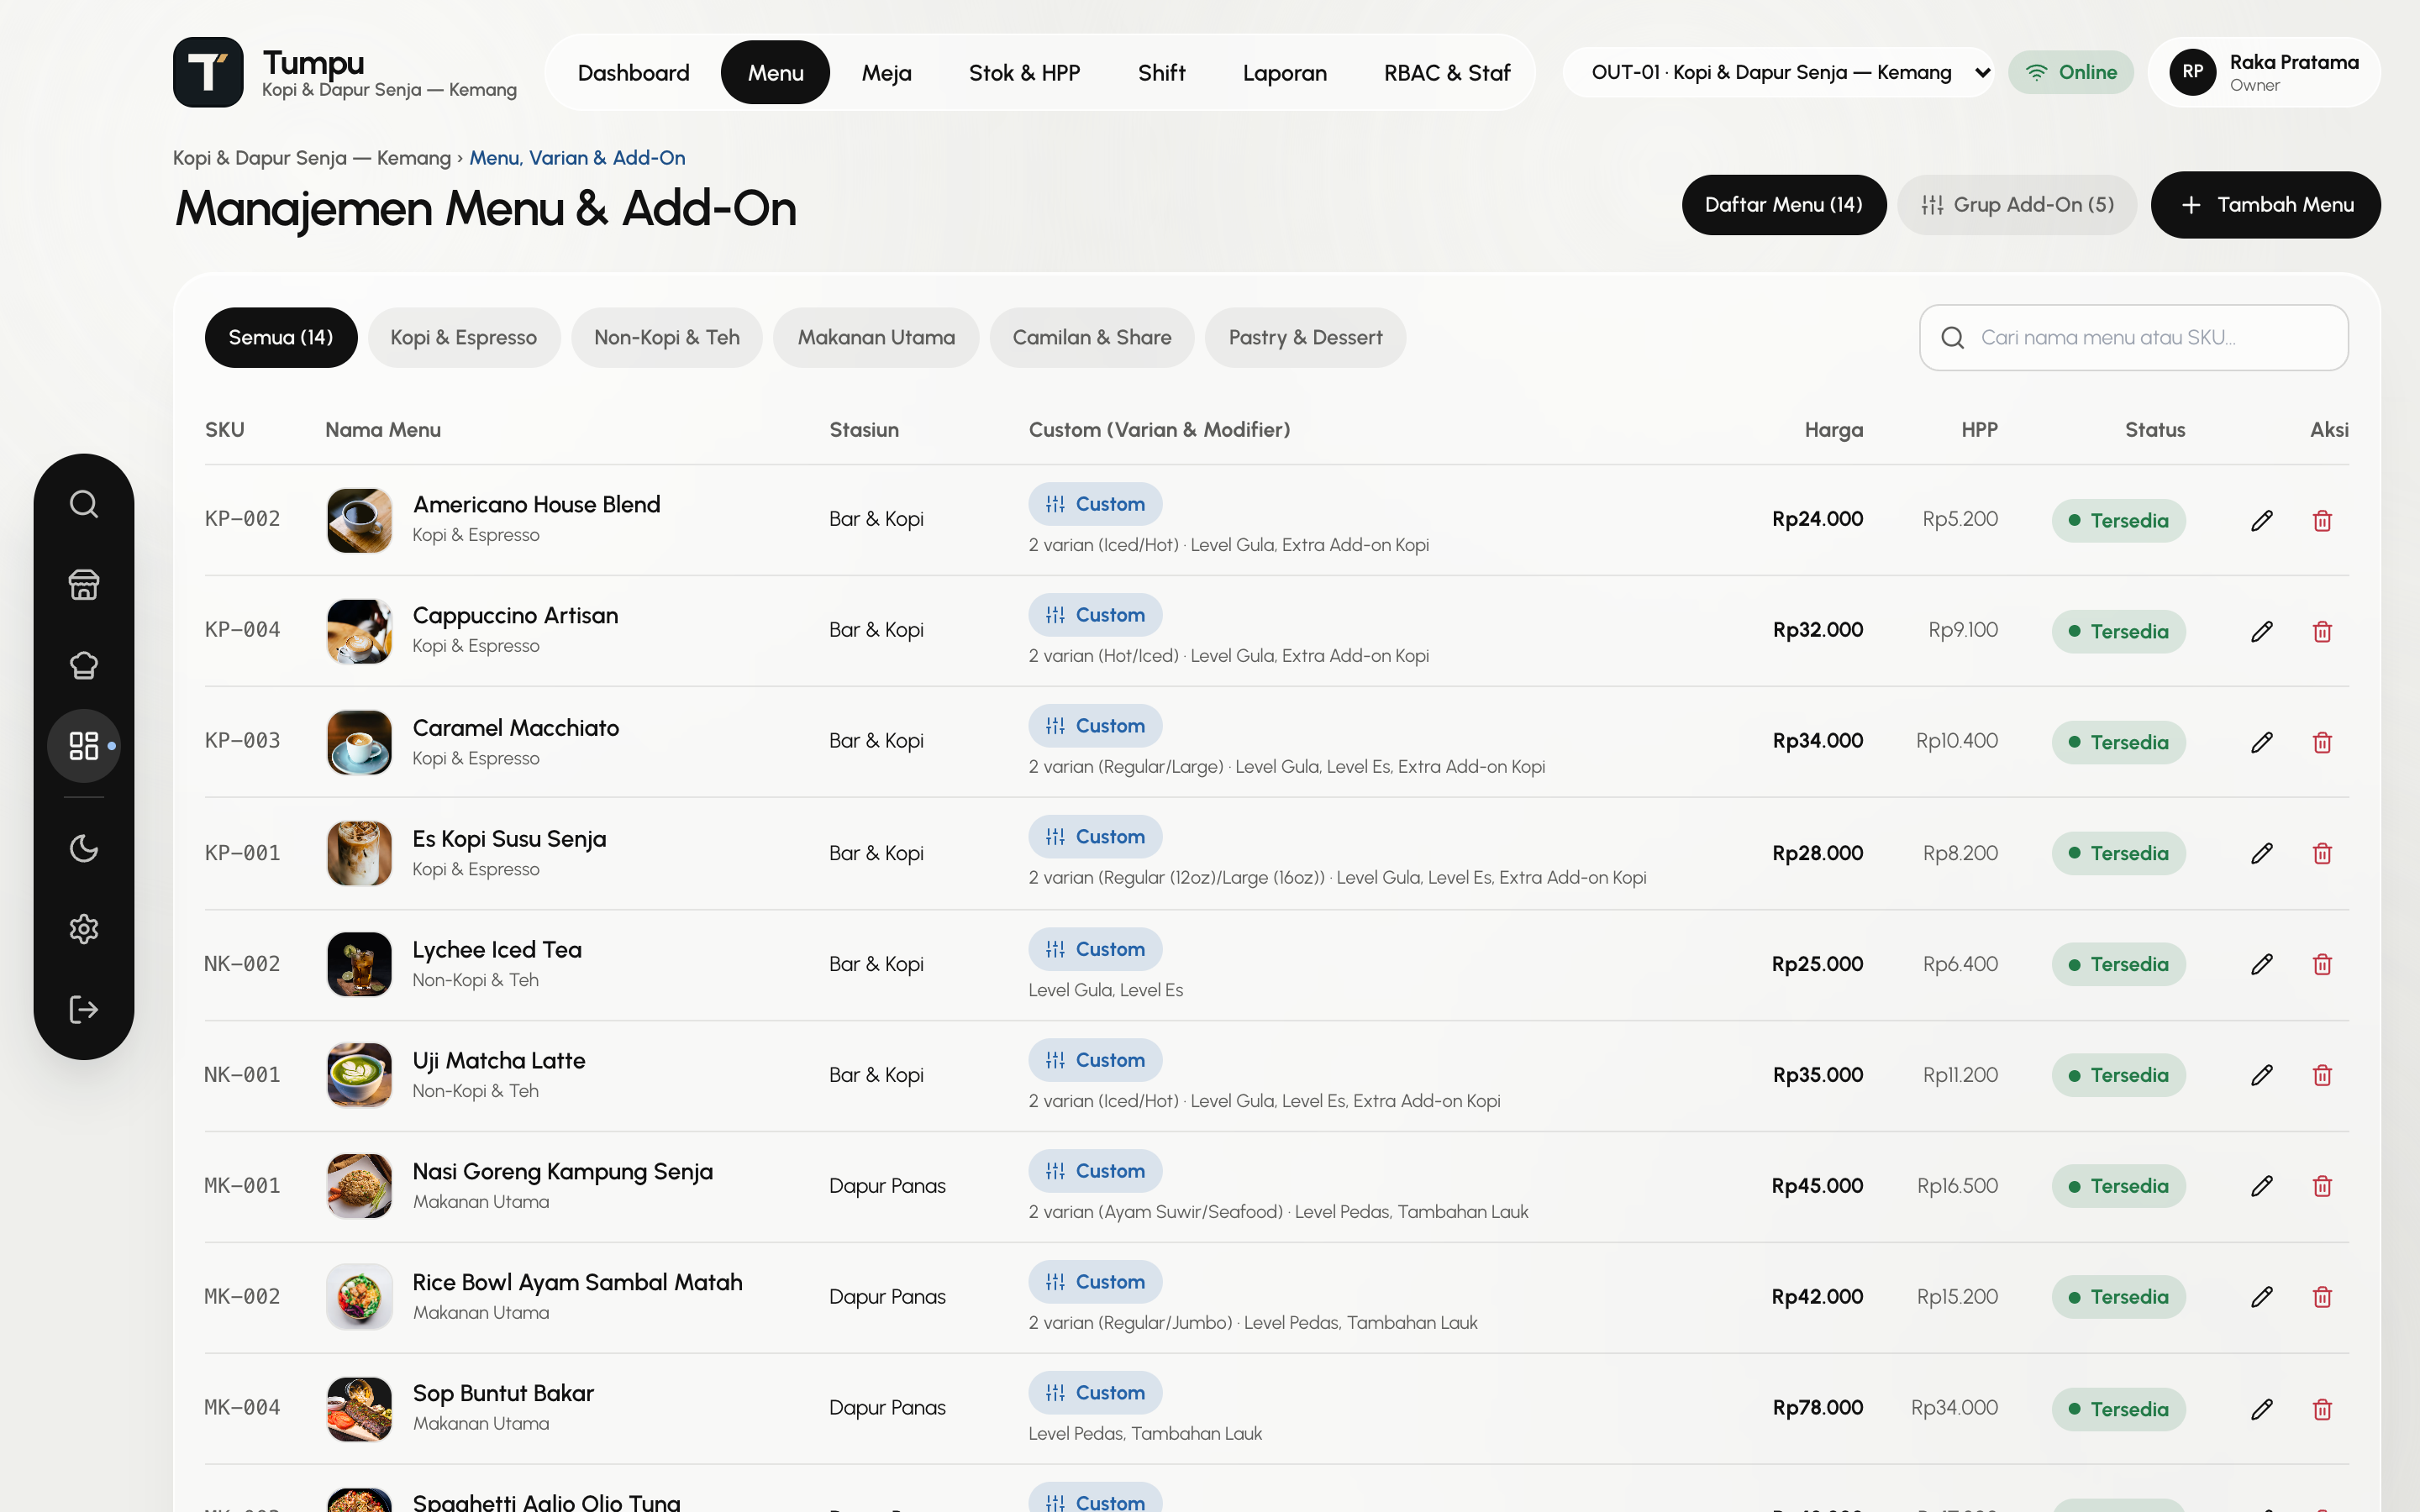 Tumpu
Kopi & Dapur Senja — Kemang
Dashboard
Menu
Meja
Stok & HPP
Shift
Laporan
RBAC & Staf
OUT-01 · Kopi & Dapur Senja — Kemang
Online
RP
Raka Pratama
Owner
Kopi & Dapur Senja — Kemang › Menu, Varian & Add-On
Manajemen Menu & Add-On
Daftar Menu (14)
Grup Add-On (5)
Tambah Menu
Semua (14)
Kopi & Espresso
Non-Kopi & Teh
Makanan Utama
Camilan & Share
Pastry & Dessert
Cari nama menu atau SKU...
SKU
Nama Menu
Stasiun
Custom (Varian & Modifier)
Harga
HPP
Status
Aksi
KP-002
Americano House Blend
Kopi & Espresso
Bar & Kopi
Custom
2 varian (Iced/Hot) · Level Gula, Extra Add-on Kopi
Rp24.000
Rp5.200
Tersedia
KP-004
Cappuccino Artisan
Kopi & Espresso
Bar & Kopi
Custom
2 varian (Hot/Iced) · Level Gula, Extra Add-on Kopi
Rp32.000
Rp9.100
Tersedia
KP-003
Caramel Macchiato
Kopi & Espresso
Bar & Kopi
Custom
2 varian (Regular/Large) · Level Gula, Level Es, Extra Add-on Kopi
Rp34.000
Rp10.400
Tersedia
KP-001
Es Kopi Susu Senja
Kopi & Espresso
Bar & Kopi
Custom
2 varian (Regular (12oz)/Large (16oz)) · Level Gula, Level Es, Extra Add-on Kopi
Rp28.000
Rp8.200
Tersedia
NK-002
Lychee Iced Tea
Non-Kopi & Teh
Bar & Kopi
Custom
Level Gula, Level Es
Rp25.000
Rp6.400
Tersedia
NK-001
Uji Matcha Latte
Non-Kopi & Teh
Bar & Kopi
Custom
2 varian (Iced/Hot) · Level Gula, Level Es, Extra Add-on Kopi
Rp35.000
Rp11.200
Tersedia
MK-001
Nasi Goreng Kampung Senja
Makanan Utama
Dapur Panas
Custom
2 varian (Ayam Suwir/Seafood) · Level Pedas, Tambahan Lauk
Rp45.000
Rp16.500
Tersedia
MK-002
Rice Bowl Ayam Sambal Matah
Makanan Utama
Dapur Panas
Custom
2 varian (Regular/Jumbo) · Level Pedas, Tambahan Lauk
Rp42.000
Rp15.200
Tersedia
MK-004
Sop Buntut Bakar
Makanan Utama
Dapur Panas
Custom
Level Pedas, Tambahan Lauk
Rp78.000
Rp34.000
Tersedia
Spaghetti Aglio Olio Tuna
Custom